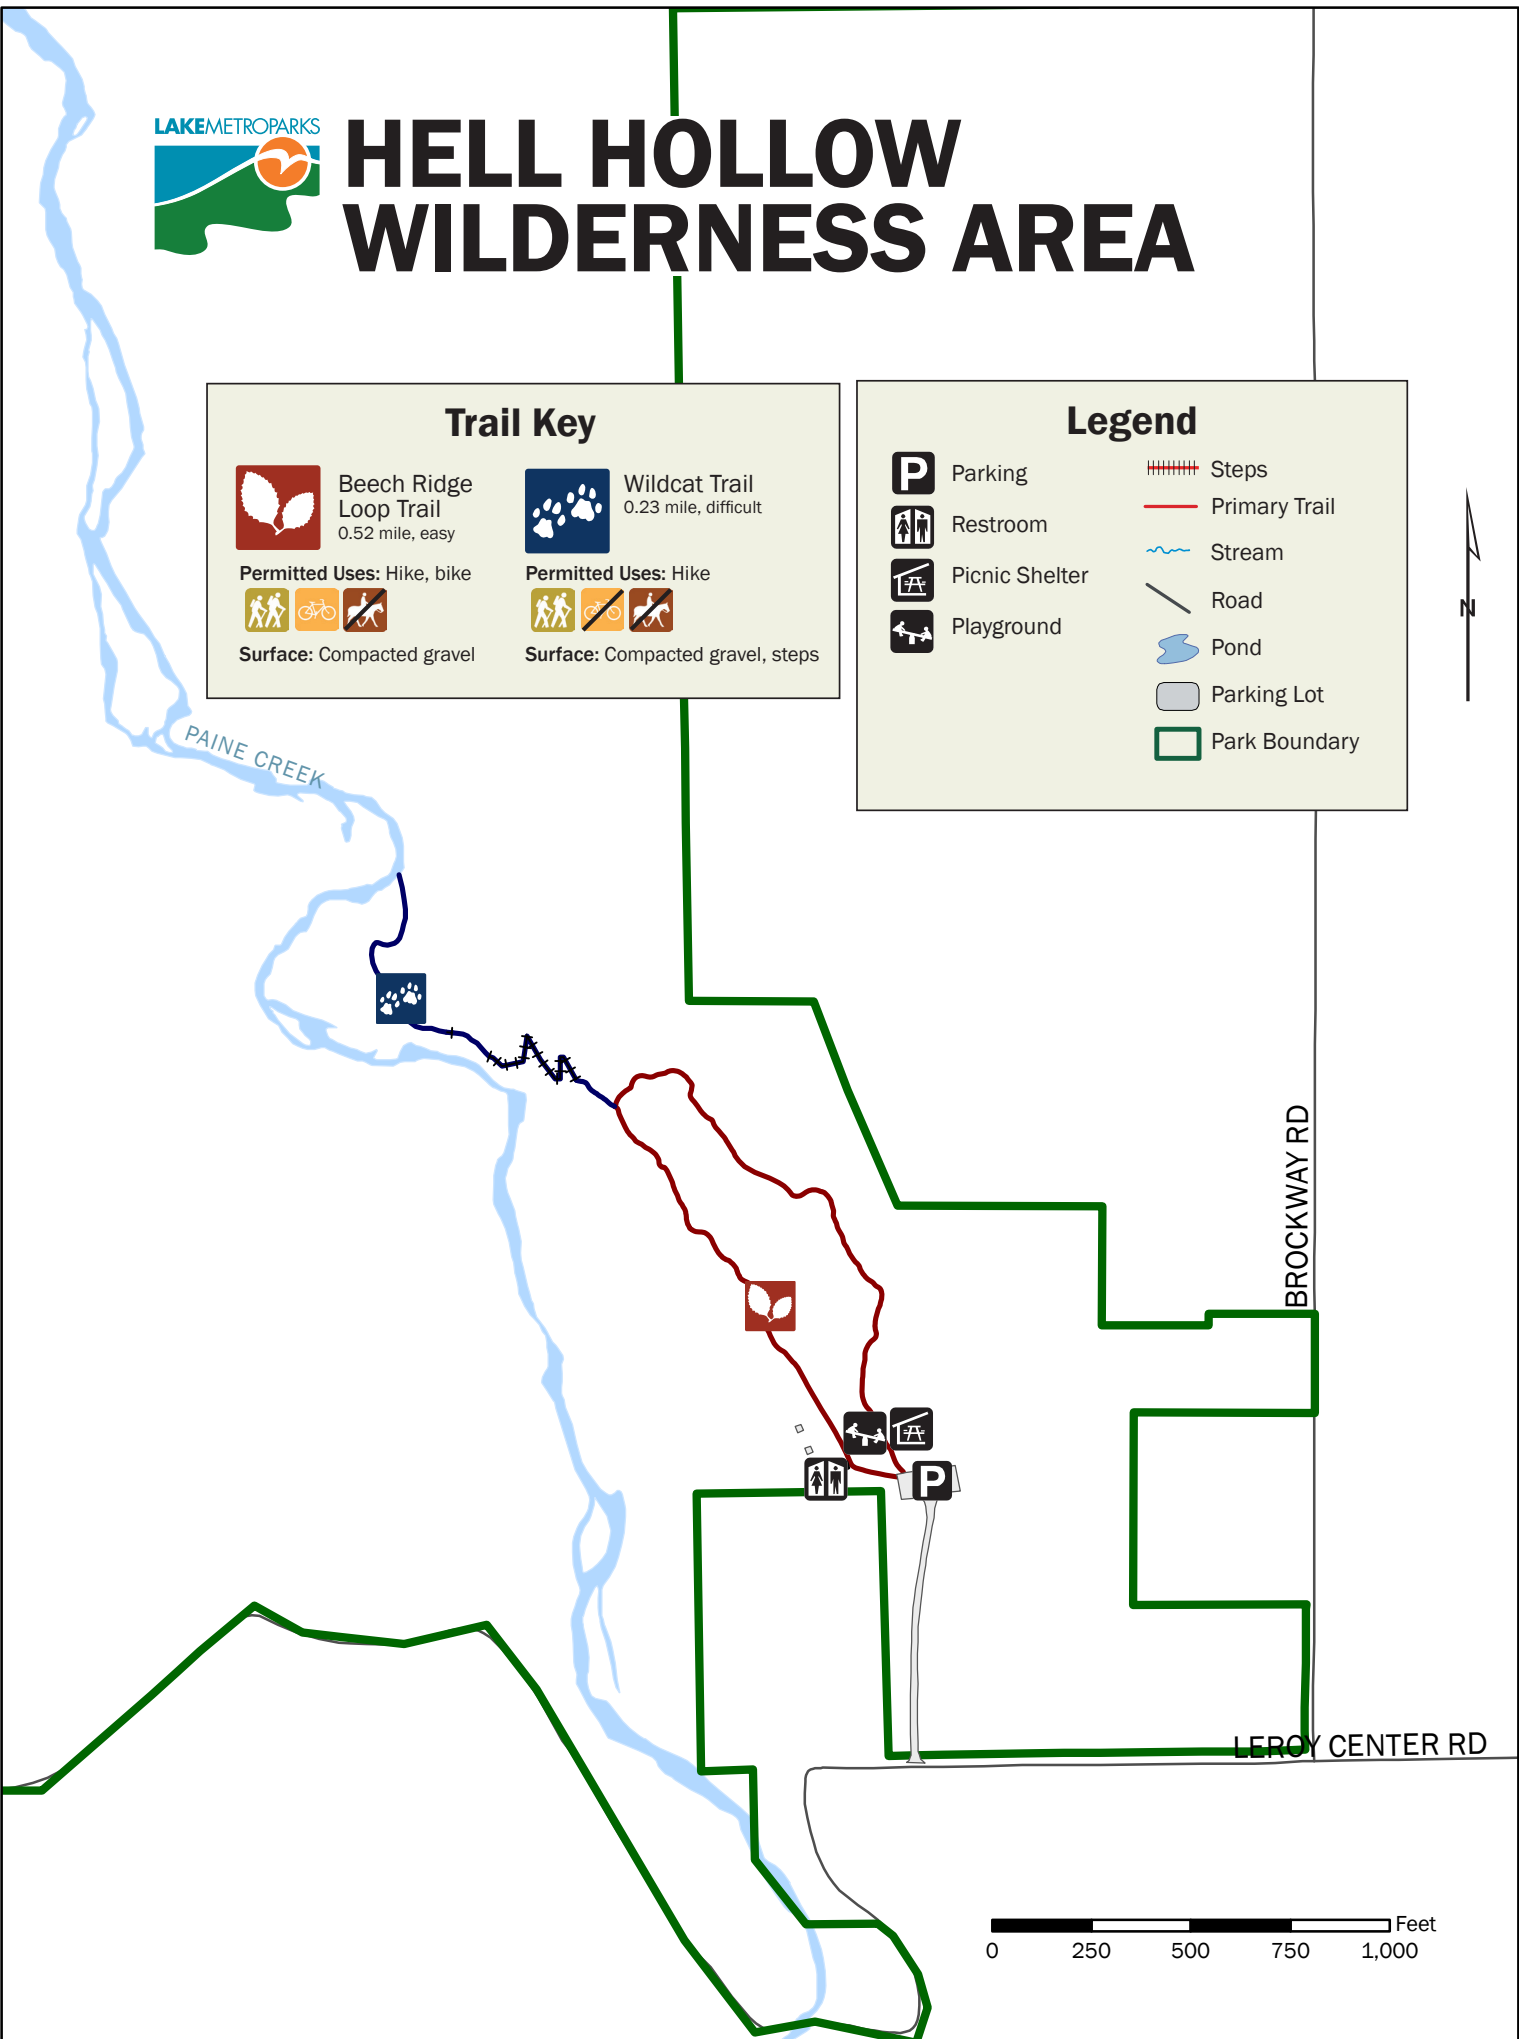 LAKEMETROPARKS
HELL HOLLOW
WILDERNESS AREA
Trail Key
Beech Ridge
Loop Trail
0.52 mile, easy
Permitted Uses: Hike, bike
Surface: Compacted gravel
Wildcat Trail
0.23 mile, difficult
Permitted Uses: Hike
Surface: Compacted gravel, steps
Legend
P
Parking
Restroom
Picnic Shelter
Playground
Steps
Primary Trail
Stream
Road
Pond
Parking Lot
Park Boundary
N
PAINE CREEK
BROCKWAY RD
P
LEROY CENTER RD
Feet
0 250 500 750 1,000